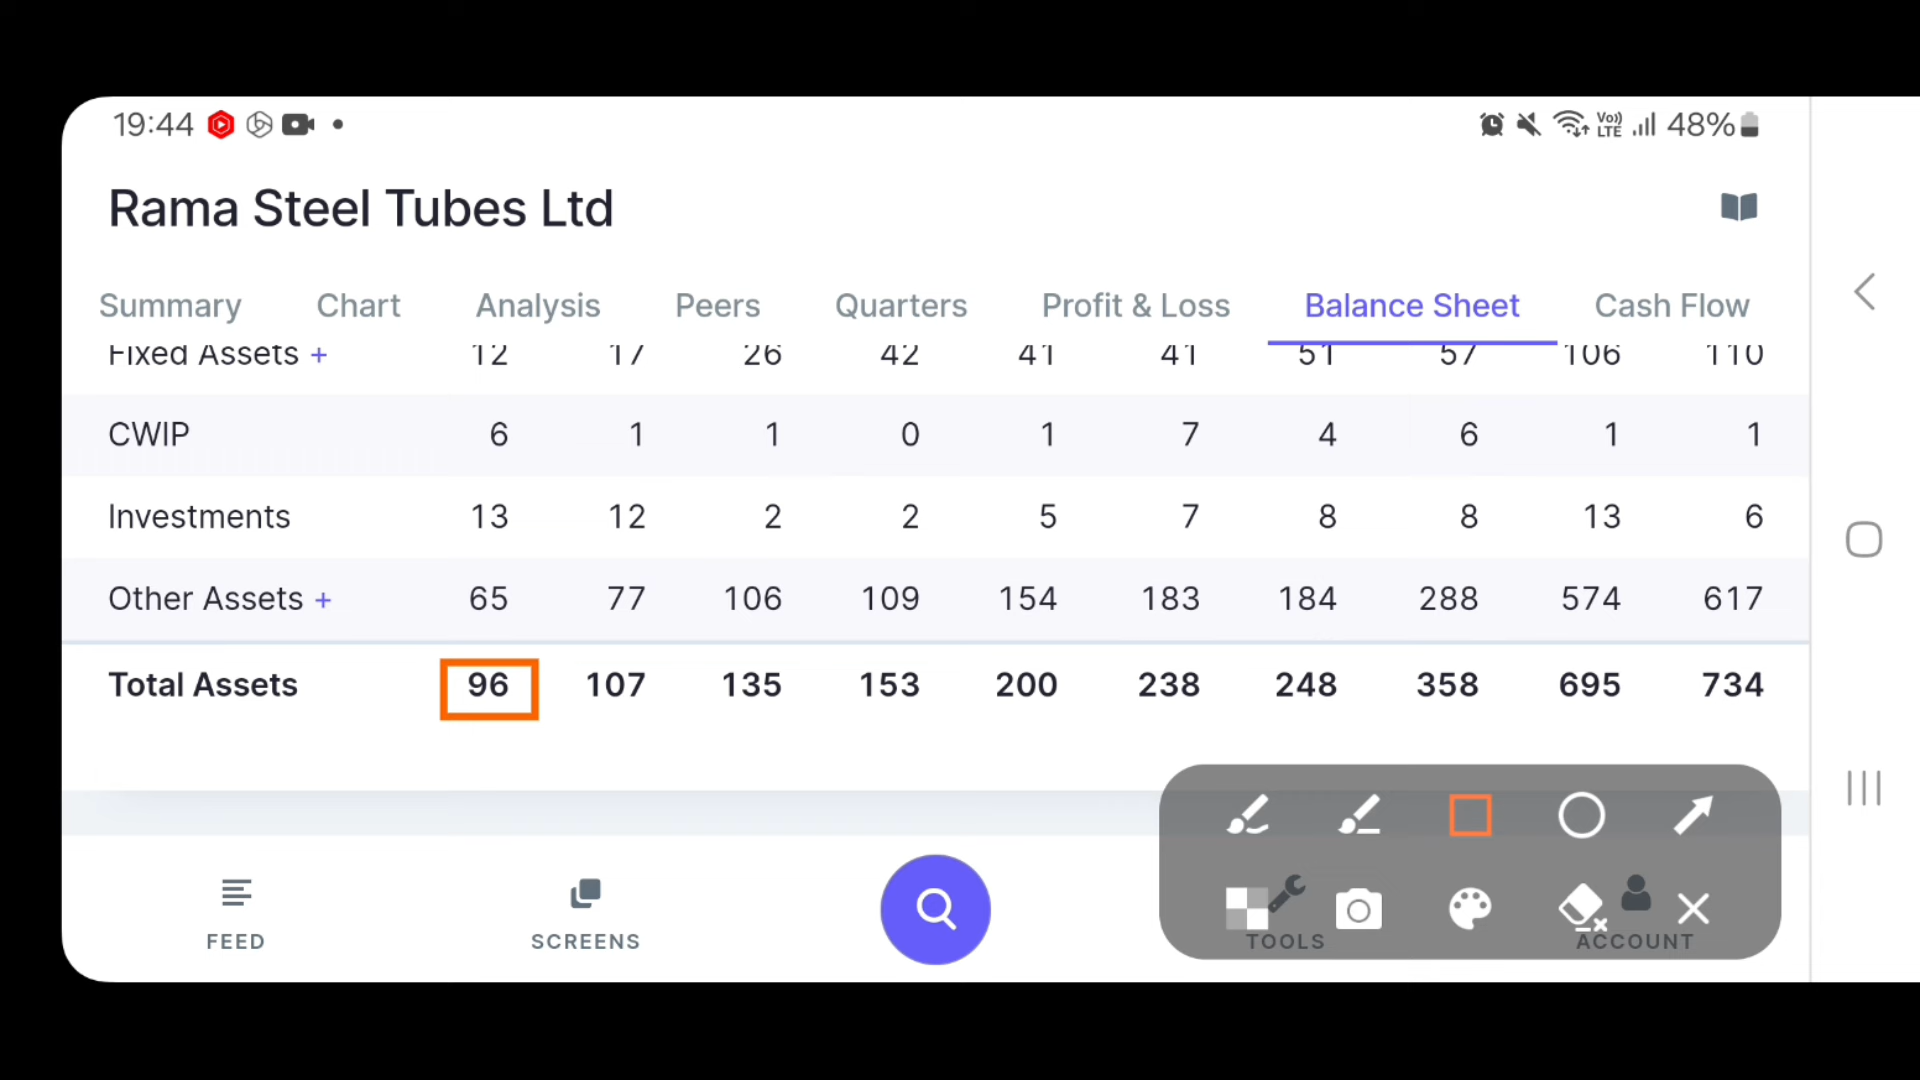 19:44 Vo)) LTE 48%
Rama Steel Tubes Ltd
Summary Chart Analysis Peers Quarters Profit & Loss Balance Sheet Cash Flow
Fixed Assets + 12 17 26 42 41 41 51 57 106 110
CWIP 6 1 1 0 1 7 4 6 1 1
Investments 13 12 2 2 5 7 8 8 13 6
Other Assets + 65 77 106 109 154 183 184 288 574 617
Total Assets 96 107 135 153 200 238 248 358 695 734
FEED SCREENS TOOLS ACCOUNT